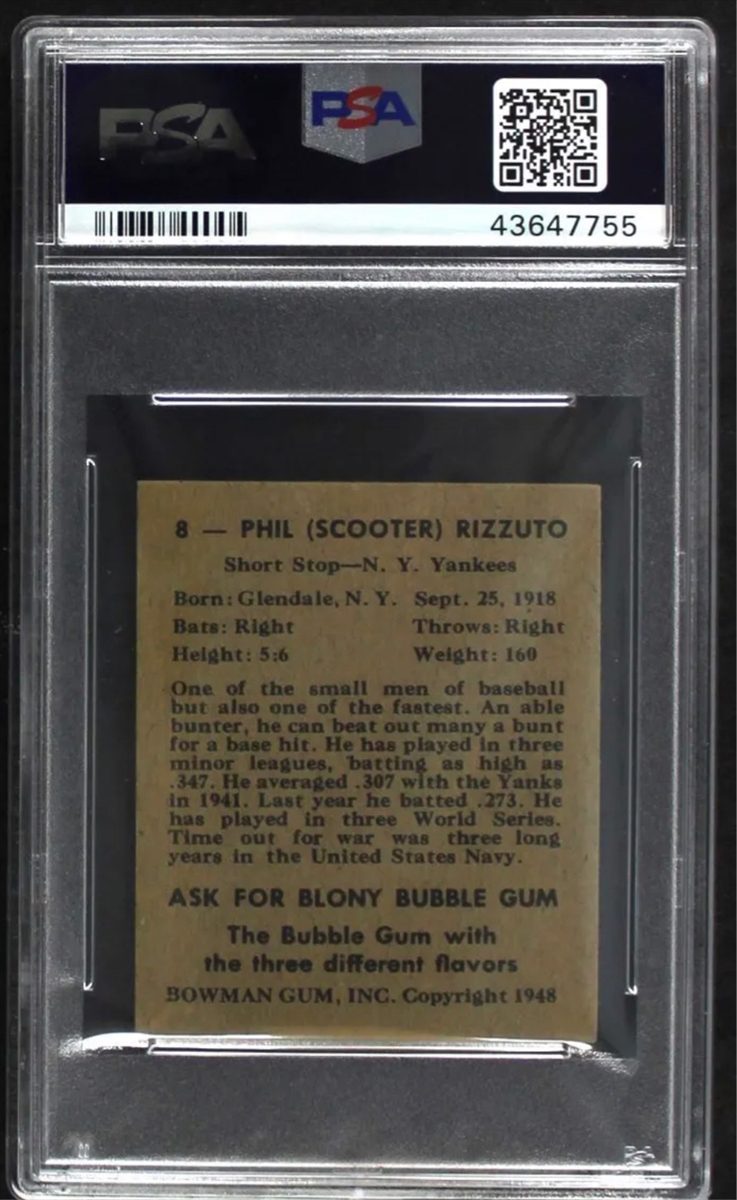 PSA
PSA
43647755
8 — PHIL (SCOOTER) RIZZUTO
Short Stop—N. Y. Yankees
Born: Glendale, N. Y. Sept. 25, 1918
Bats: Right Throws: Right
Height: 5:6 Weight: 160
One of the small men of baseball
but also one of the fastest. An able
bunter, he can beat out many a bunt
for a base hit. He has played in three
minor leagues, batting as high as
.347. He averaged .307 with the Yanks
in 1941. Last year he batted .273. He
has played in three World Series.
Time out for war was three long
years in the United States Navy.
ASK FOR BLONY BUBBLE GUM
The Bubble Gum with
the three different flavors
BOWMAN GUM, INC. Copyright 1948